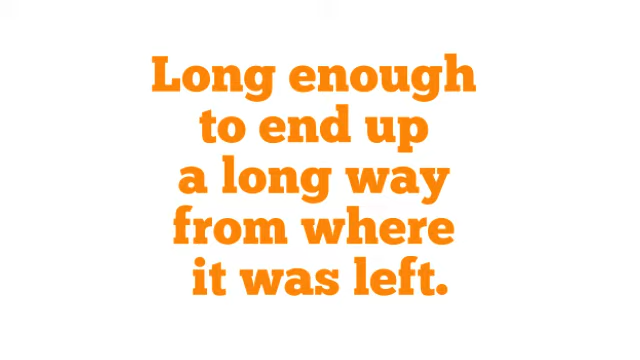 Long enough
to end up
a long way
from where
it was left.